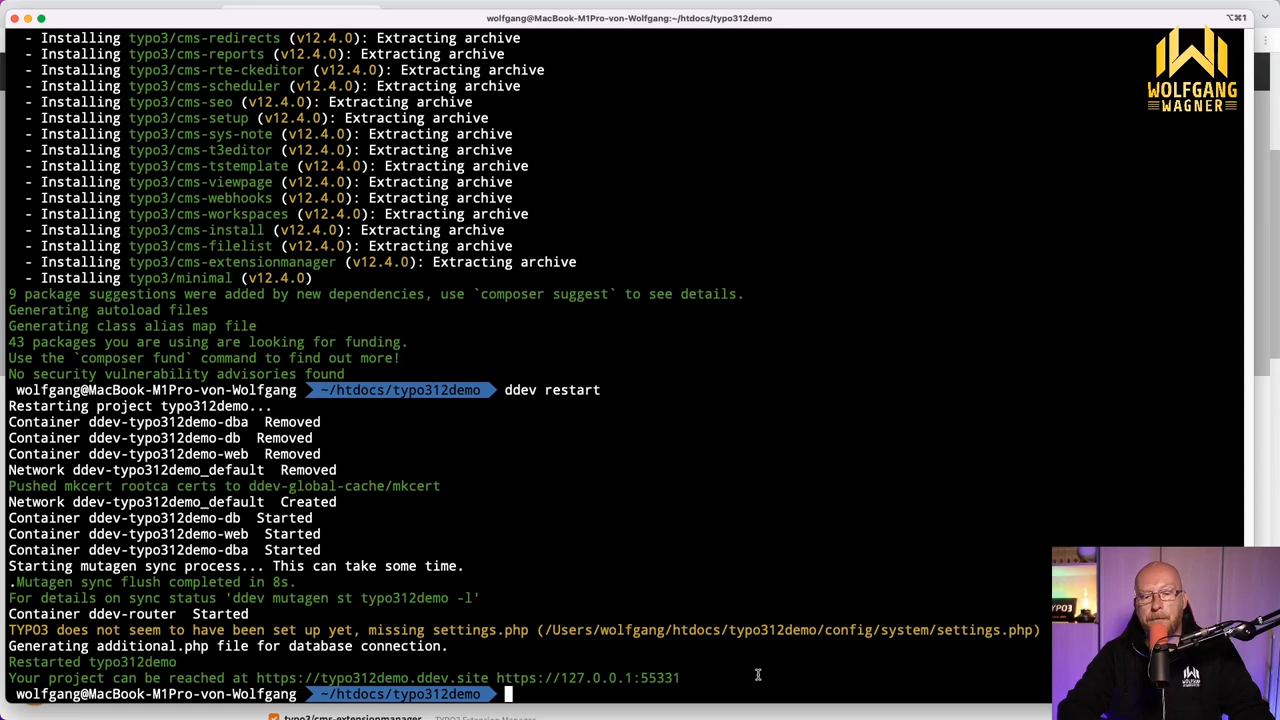 wolfgang@MacBook-M1Pro-von-Wolfgang:~/htdocs/typo312demo
⌥⌘1
- Installing typo3/cms-redirects (v12.4.0): Extracting archive
- Installing typo3/cms-reports (v12.4.0): Extracting archive
- Installing typo3/cms-rte-ckeditor (v12.4.0): Extracting archive
- Installing typo3/cms-scheduler (v12.4.0): Extracting archive
- Installing typo3/cms-seo (v12.4.0): Extracting archive
- Installing typo3/cms-setup (v12.4.0): Extracting archive
- Installing typo3/cms-sys-note (v12.4.0): Extracting archive
- Installing typo3/cms-t3editor (v12.4.0): Extracting archive
- Installing typo3/cms-tstemplate (v12.4.0): Extracting archive
- Installing typo3/cms-viewpage (v12.4.0): Extracting archive
- Installing typo3/cms-webhooks (v12.4.0): Extracting archive
- Installing typo3/cms-workspaces (v12.4.0): Extracting archive
- Installing typo3/cms-install (v12.4.0): Extracting archive
- Installing typo3/cms-filelist (v12.4.0): Extracting archive
- Installing typo3/cms-extensionmanager (v12.4.0): Extracting archive
- Installing typo3/minimal (v12.4.0)
9 package suggestions were added by new dependencies, use `composer suggest` to see details.
Generating autoload files
Generating class alias map file
43 packages you are using are looking for funding.
Use the `composer fund` command to find out more!
No security vulnerability advisories found
wolfgang@MacBook-M1Pro-von-Wolfgang ~/htdocs/typo312demo ddev restart
Restarting project typo312demo...
Container ddev-typo312demo-dba Removed
Container ddev-typo312demo-db Removed
Container ddev-typo312demo-web Removed
Network ddev-typo312demo_default Removed
Pushed mkcert rootca certs to ddev-global-cache/mkcert
Network ddev-typo312demo_default Created
Container ddev-typo312demo-db Started
Container ddev-typo312demo-web Started
Container ddev-typo312demo-dba Started
Starting mutagen sync process... This can take some time.
.Mutagen sync flush completed in 8s.
For details on sync status 'ddev mutagen st typo312demo -l'
Container ddev-router Started
TYPO3 does not seem to have been set up yet, missing settings.php (/Users/wolfgang/htdocs/typo312demo/config/system/settings.php)
Generating additional.php file for database connection.
Restarted typo312demo
Your project can be reached at https://typo312demo.ddev.site https://127.0.0.1:55331
wolfgang@MacBook-M1Pro-von-Wolfgang ~/htdocs/typo312demo
typo3/cms-extensionmanager TYPO3 Extension Manager
WOLFGANG
WAGNER
TYPO3